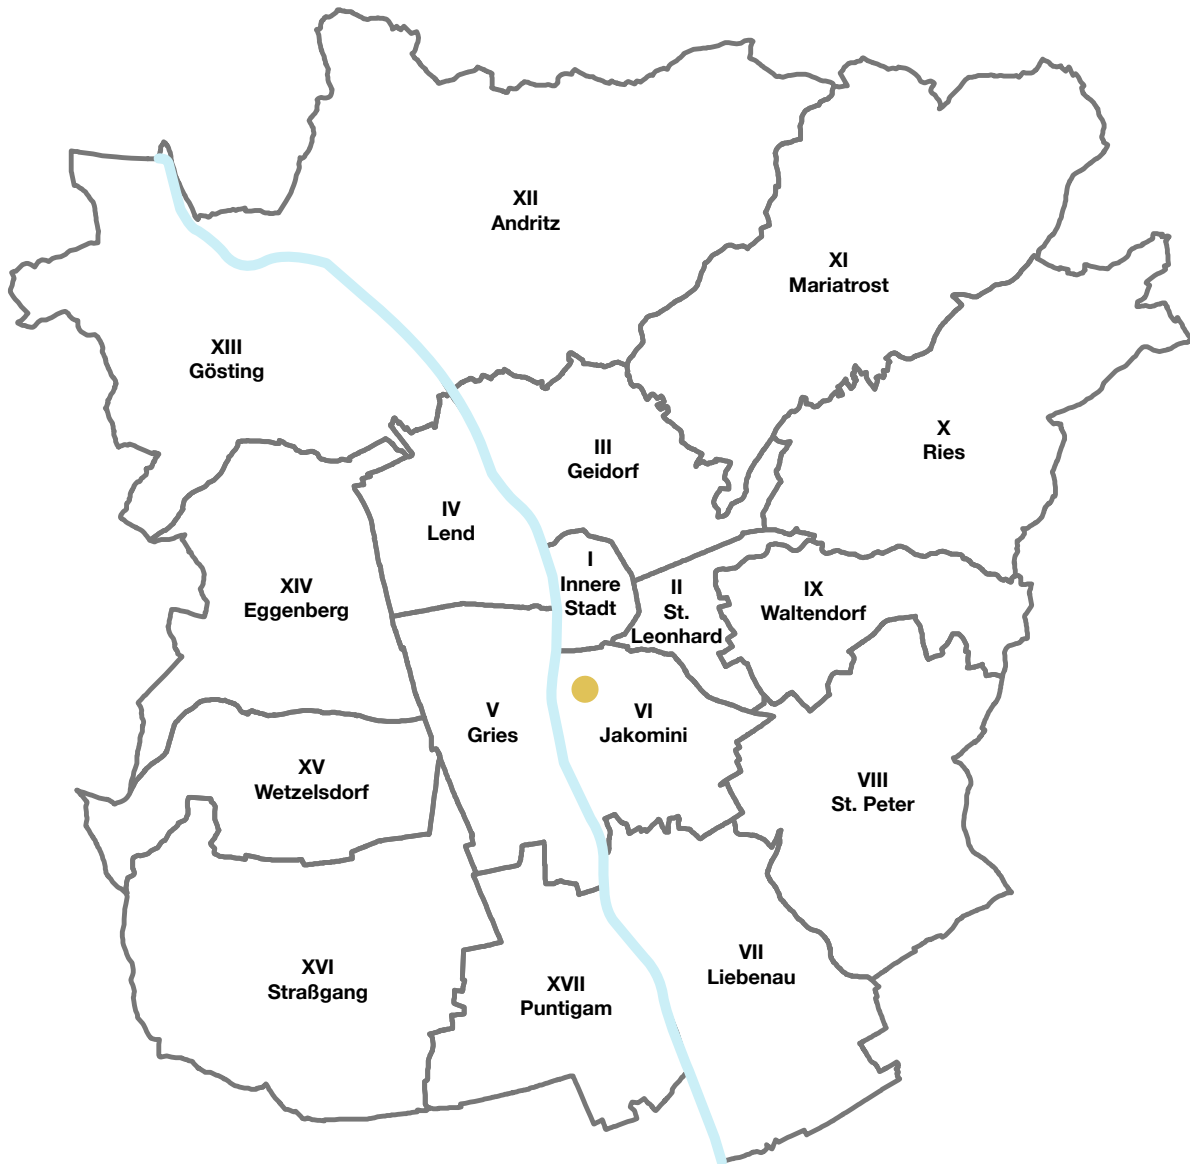 XII
Andritz
XI
Mariatrost
XIII
Gösting
X
Ries
III
Geidorf
IV
Lend
I
Innere
Stadt
II
St.
Leonhard
IX
Waltendorf
XIV
Eggenberg
V
Gries
VI
Jakomini
XV
Wetzelsdorf
VIII
St. Peter
VII
Liebenau
XVI
Straßgang
XVII
Puntigam